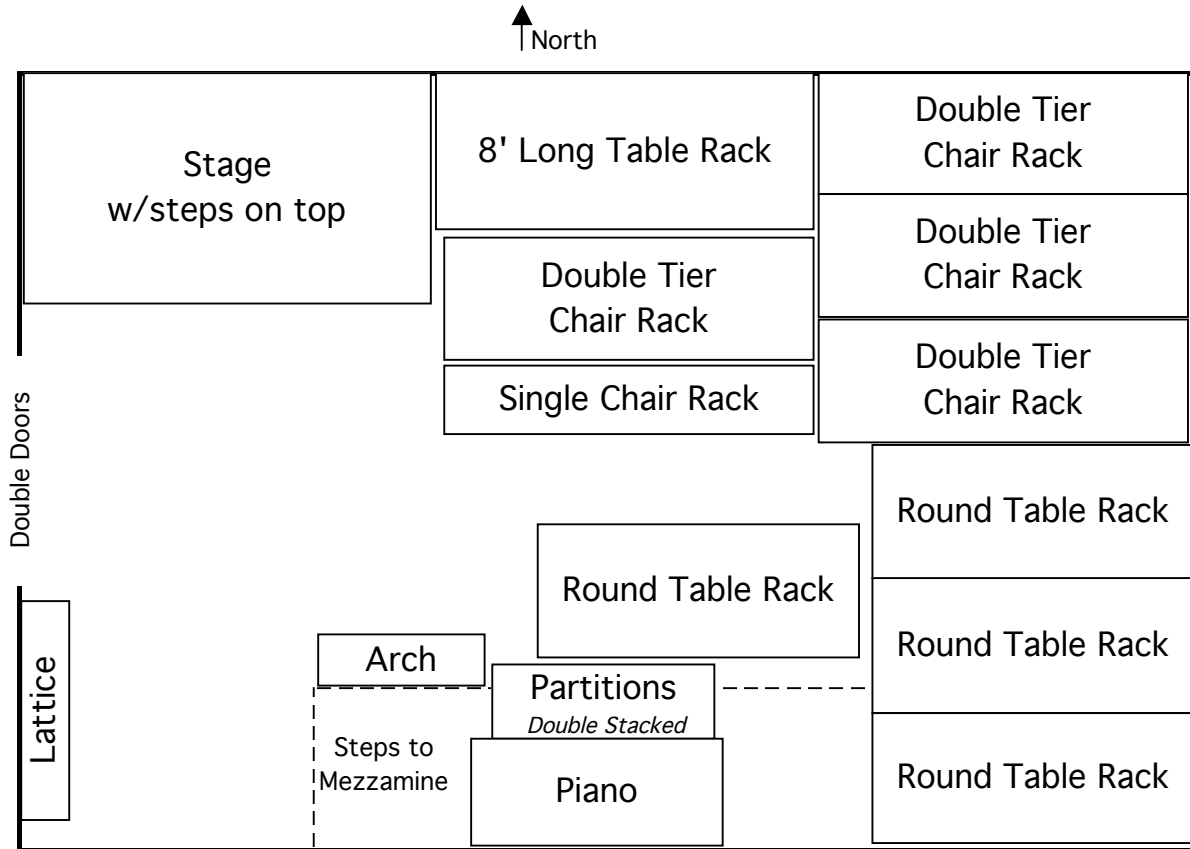 North
Stage
w/steps on top
8' Long Table Rack
Double Tier
Chair Rack
Double Tier
Chair Rack
Double Tier
Chair Rack
Double Tier
Chair Rack
Single Chair Rack
Double Doors
Round Table Rack
Round Table Rack
Arch
Partitions
Double Stacked
Round Table Rack
Lattice
Steps to
Mezzamine
Piano
Round Table Rack